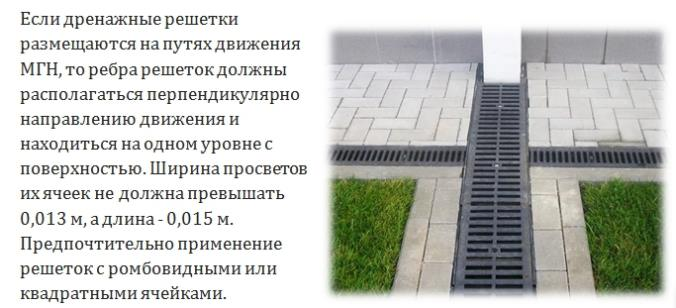 Если дренажные решетки
размещаются на путях движения
МГН, то ребра решеток должны
располагаться перпендикулярно
направлению движения и
находиться на одном уровне с
поверхностью. Ширина просветов
их ячеек не должна превышать
0,013 м, а длина - 0,015 м.
Предпочтительно применение
решеток с ромбовидными или
квадратными ячейками.